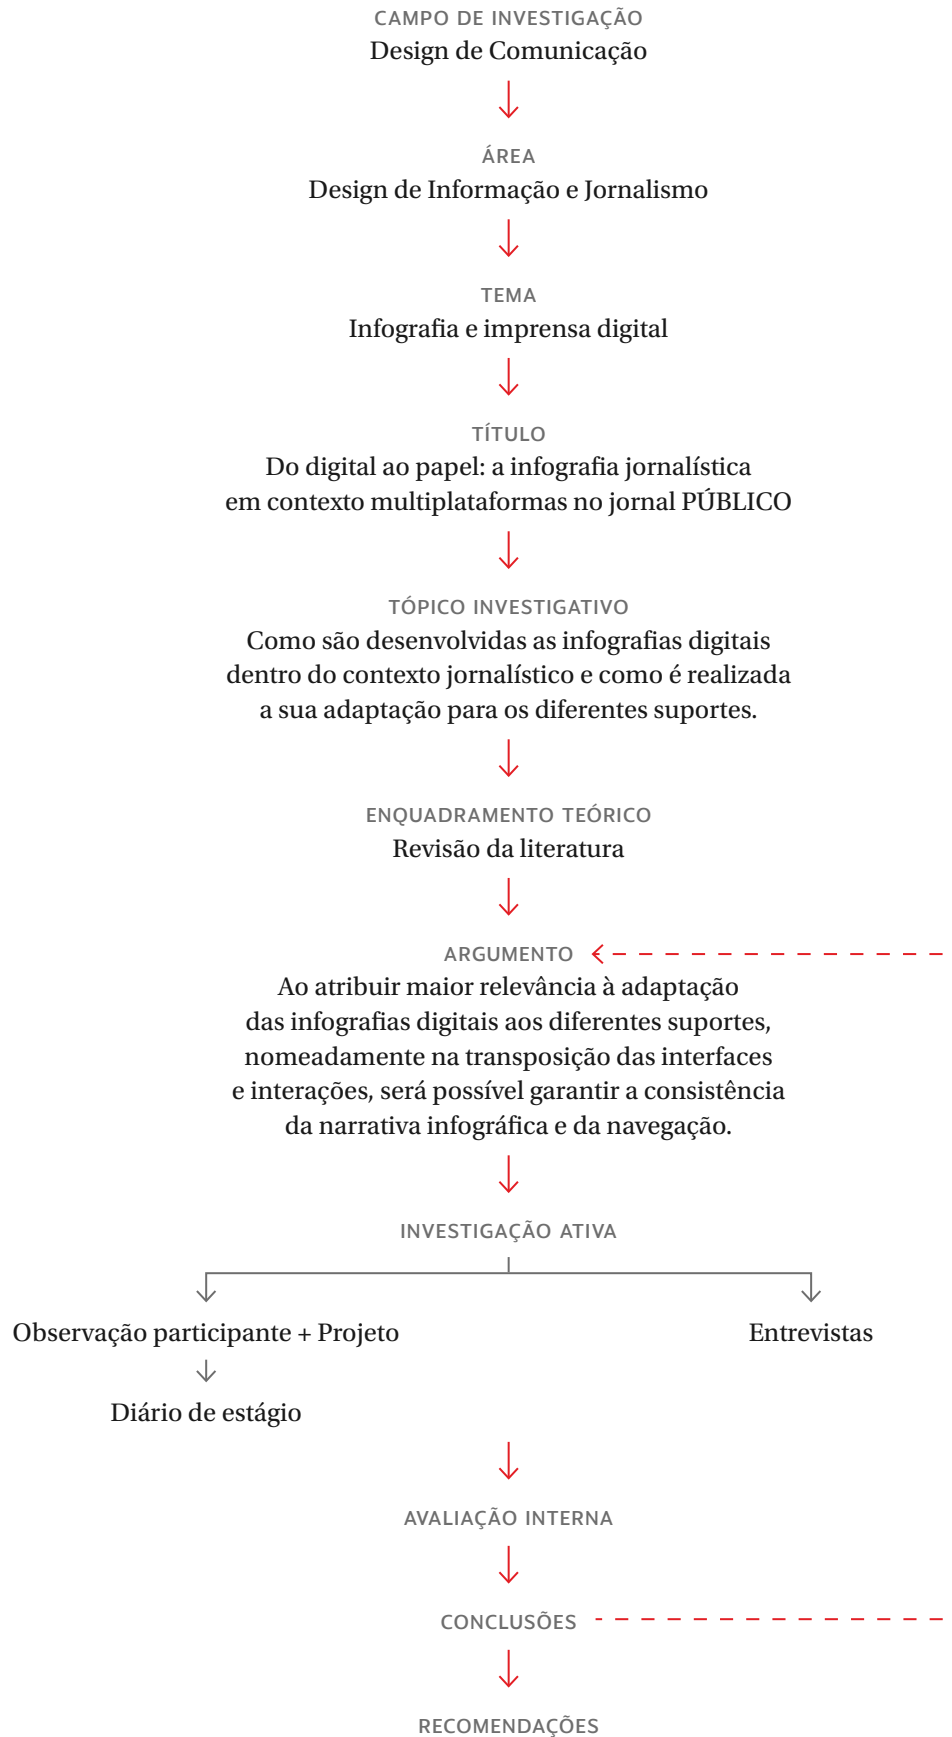 CAMPO DE INVESTIGAÇÃO
Design de Comunicação
ÁREA
Design de Informação e Jornalismo
TEMA
Infografia e imprensa digital
TÍTULO
Do digital ao papel: a infografia jornalística
em contexto multiplataformas no jornal PÚBLICO
TÓPICO INVESTIGATIVO
Como são desenvolvidas as infografias digitais
dentro do contexto jornalístico e como é realizada
a sua adaptação para os diferentes suportes.
ENQUADRAMENTO TEÓRICO
Revisão da literatura
ARGUMENTO
Ao atribuir maior relevância à adaptação
das infografias digitais aos diferentes suportes,
nomeadamente na transposição das interfaces
e interações, será possível garantir a consistência
da narrativa infográfica e da navegação.
INVESTIGAÇÃO ATIVA
Observação participante + Projeto
Entrevistas
Diário de estágio
AVALIAÇÃO INTERNA
CONCLUSÕES
RECOMENDAÇÕES